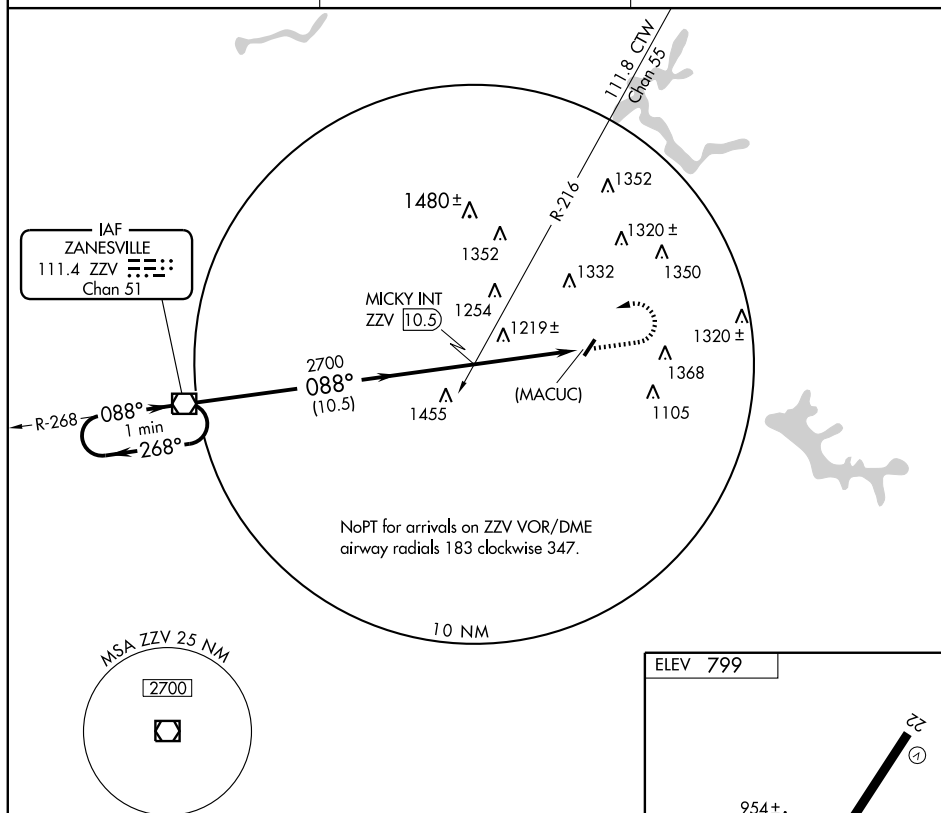 111.8 CTW
Chan 55
R-216
1352
1480±
1320±
1352
1350
IAF
ZANESVILLE
111.4 ZZV
Chan 51
1332
MICKY INT
ZZV 10.5
1254
1219±
1320±
2700
088°
(10.5)
1368
(MACUC)
1455
1105
R-268
088°
1 min
268°
NoPT for arrivals on ZZV VOR/DME
airway radials 183 clockwise 347.
10 NM
MSA ZZV 25 NM
2700
ELEV 799
22
V
954±